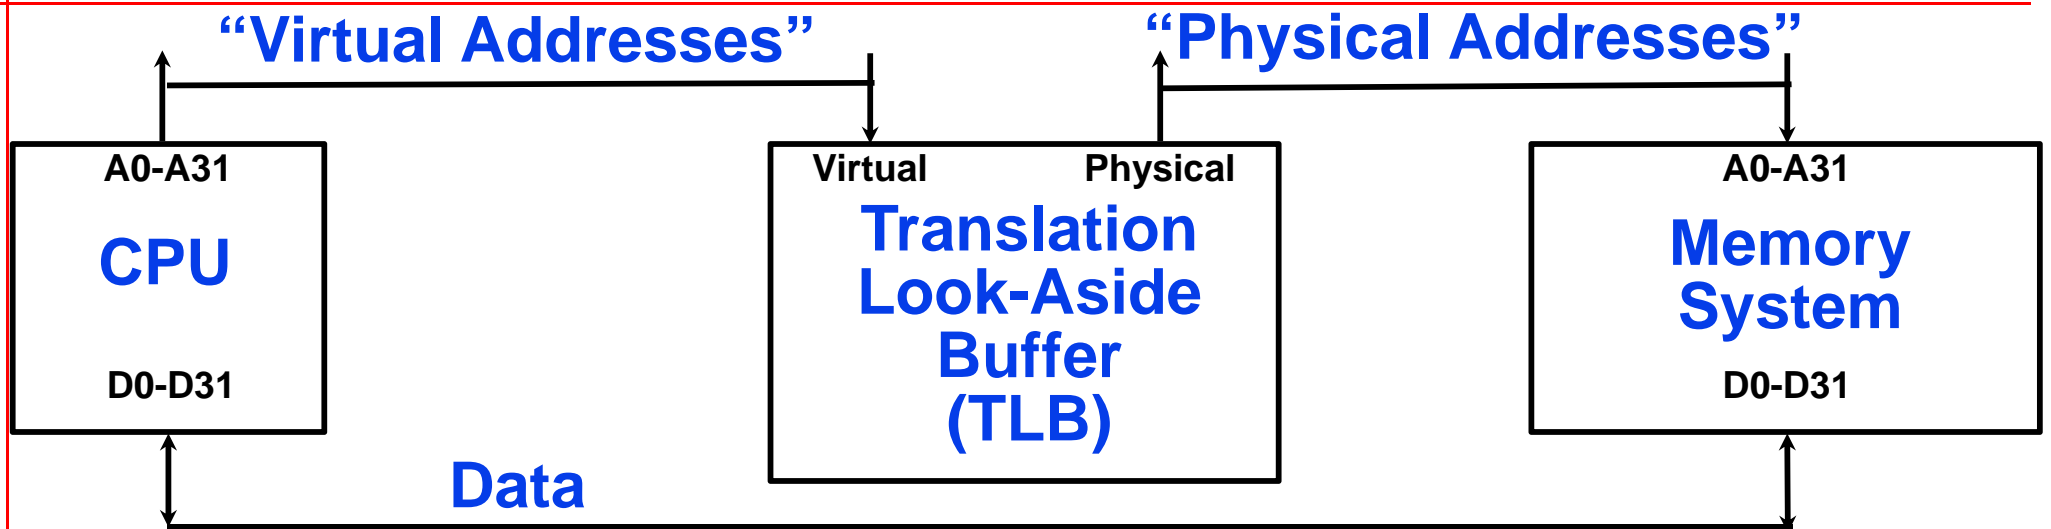 “Virtual Addresses”
“Physical Addresses”
A0-A31
CPU
D0-D31
Virtual
Physical
Translation
Look-Aside
Buffer
(TLB)
A0-A31
Memory
System
D0-D31
Data